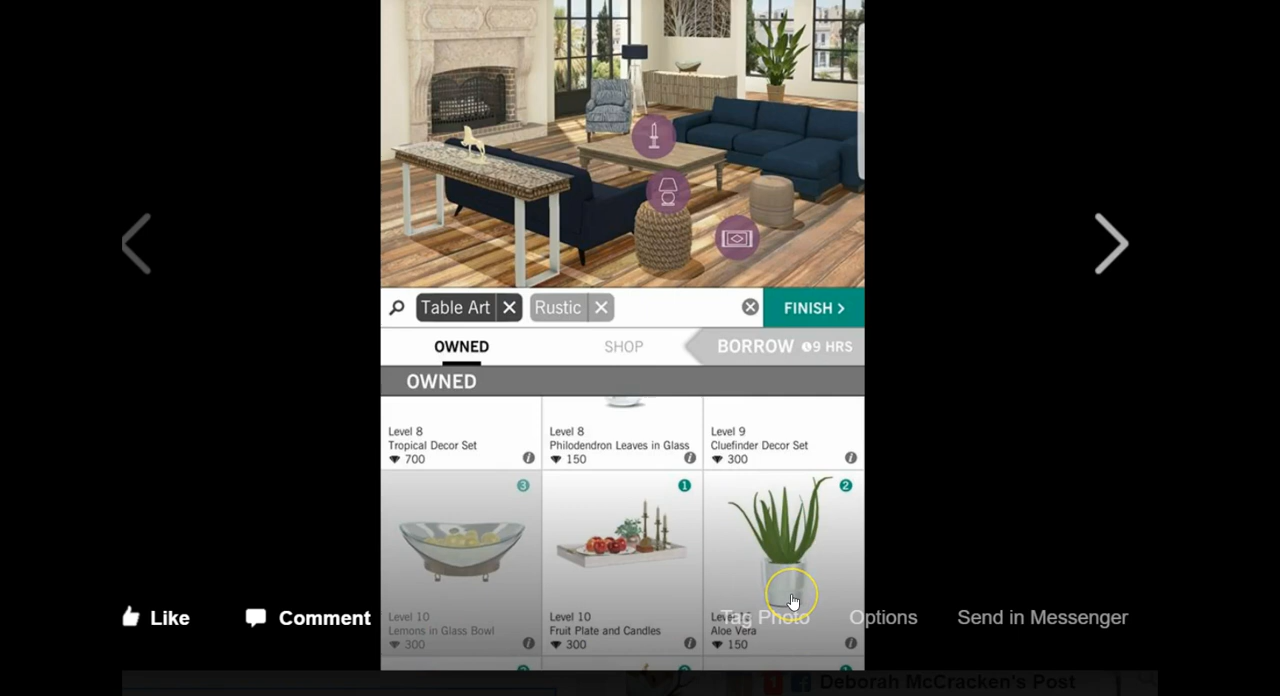 Table Art
Rustic
FINISH >
OWNED
SHOP
BORROW 9 HRS
OWNED
Level 8
Tropical Decor Set
700
Level 8
Philodendron Leaves in Glass
150
Level 9
Cluefinder Decor Set
300
3
Level 10
Lemons in Glass Bowl
300
1
Level 10
Fruit Plate and Candles
300
2
Aloe Vera
150
Like
Comment
Tag Photo
Options
Send in Messenger
Deborah McCracken's Post